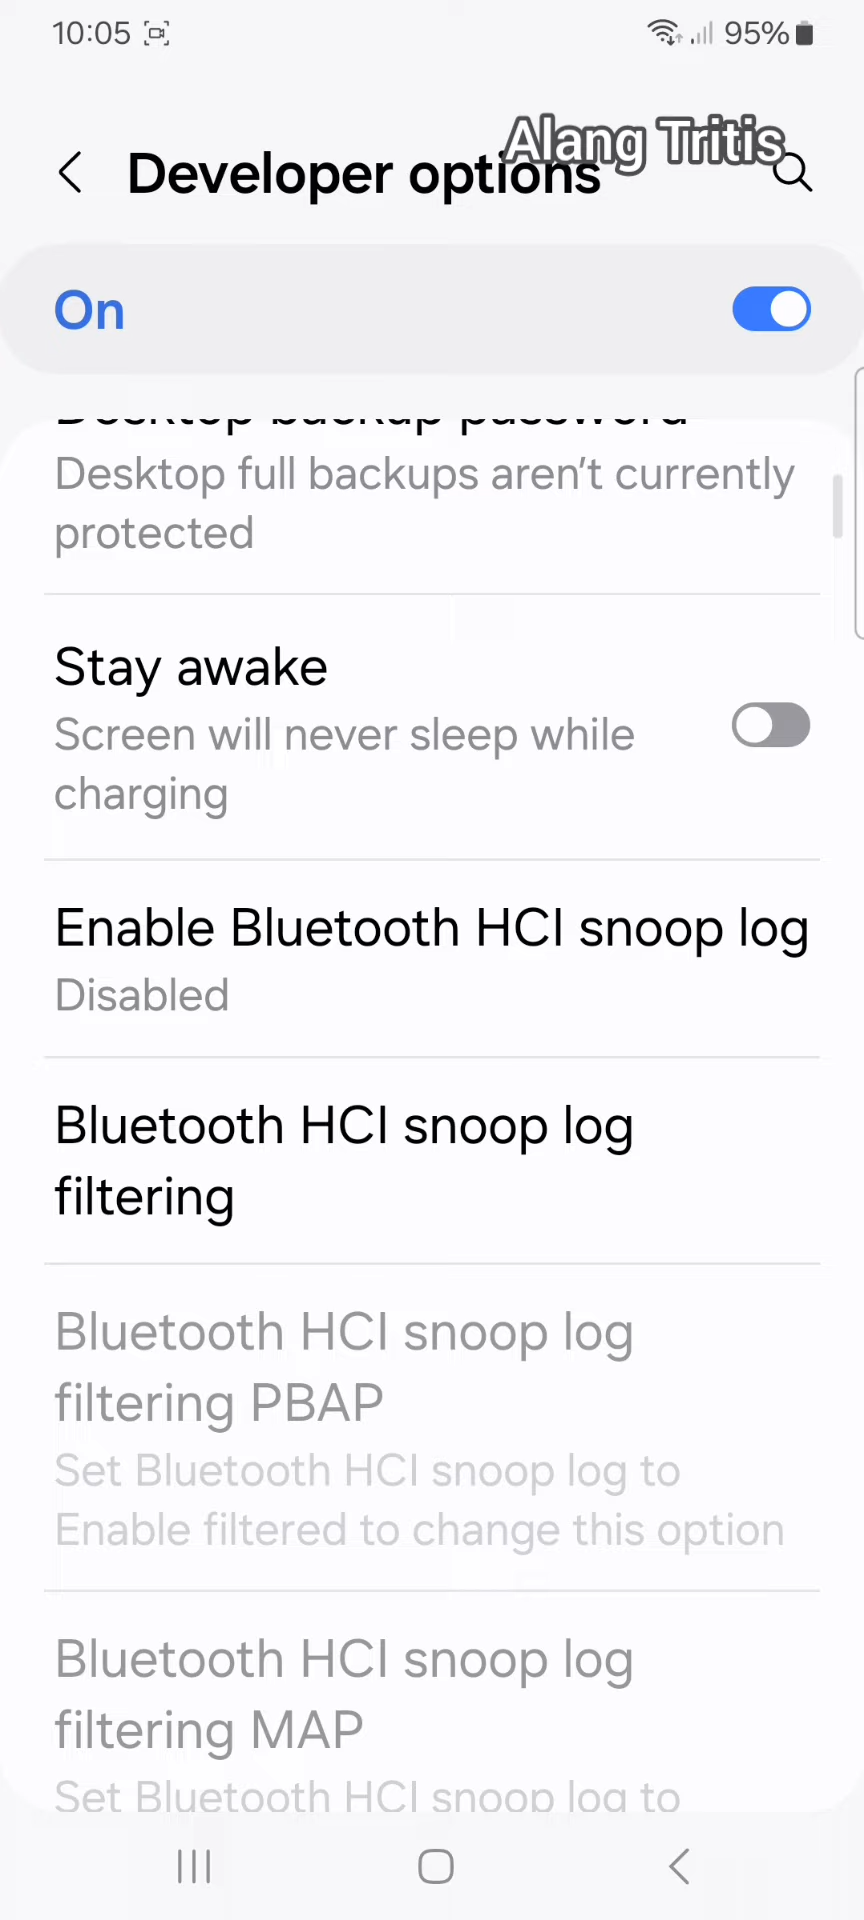 10:05
95%
Alang Tritis
Developer options
On
Desktop backup password
Desktop full backups aren't currently
protected
Stay awake
Screen will never sleep while
charging
Enable Bluetooth HCI snoop log
Disabled
Bluetooth HCI snoop log
filtering
Bluetooth HCI snoop log
filtering PBAP
Set Bluetooth HCI snoop log to
Enable filtered to change this option
Bluetooth HCI snoop log
filtering MAP
Set Bluetooth HCI snoop log to